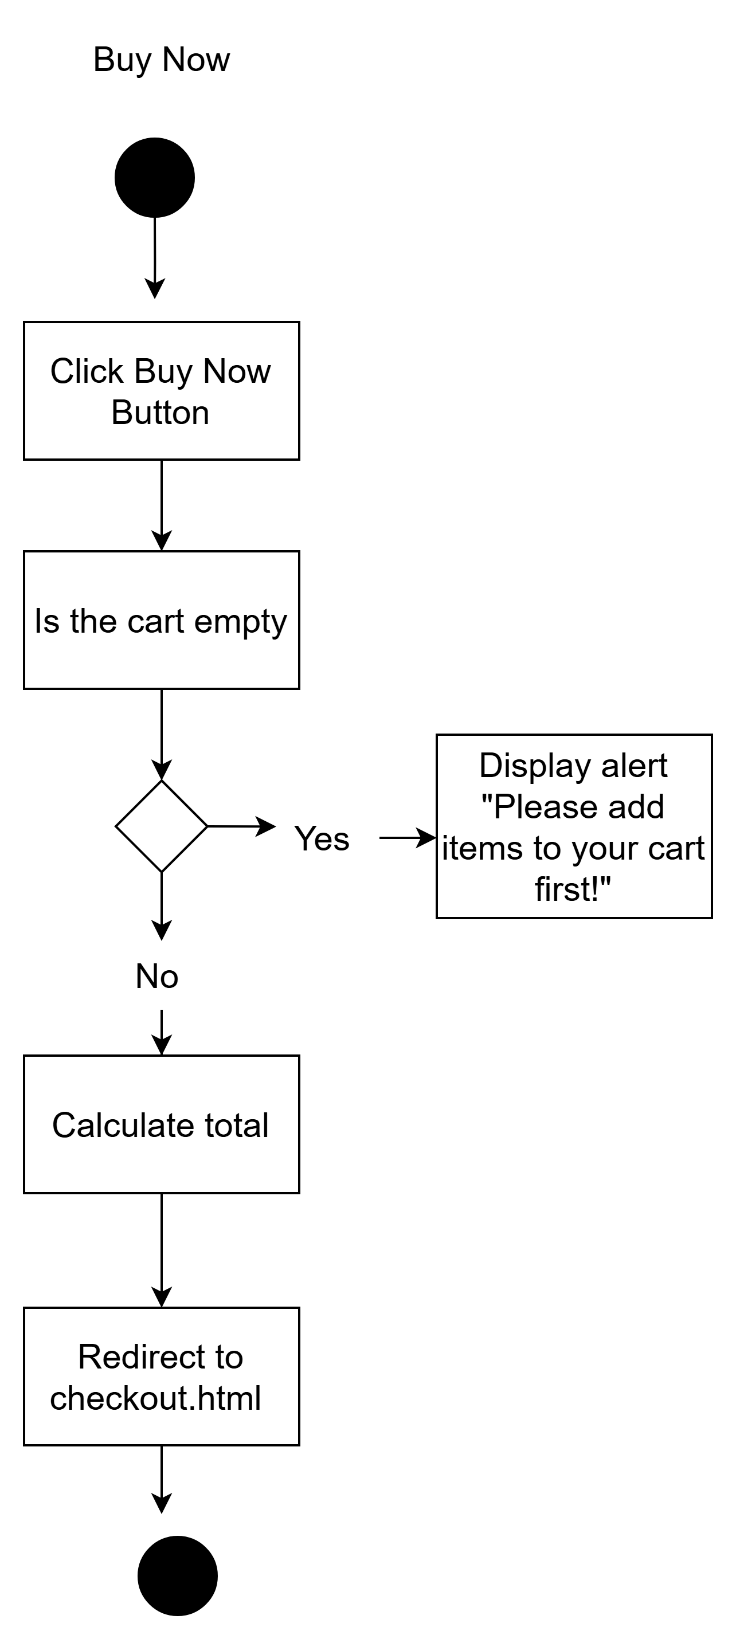 Buy Now
Click Buy Now
Button
Is the cart empty
Display alert
"Please add
items to your cart
first!"
Yes
No
Calculate total
Redirect to
checkout.html